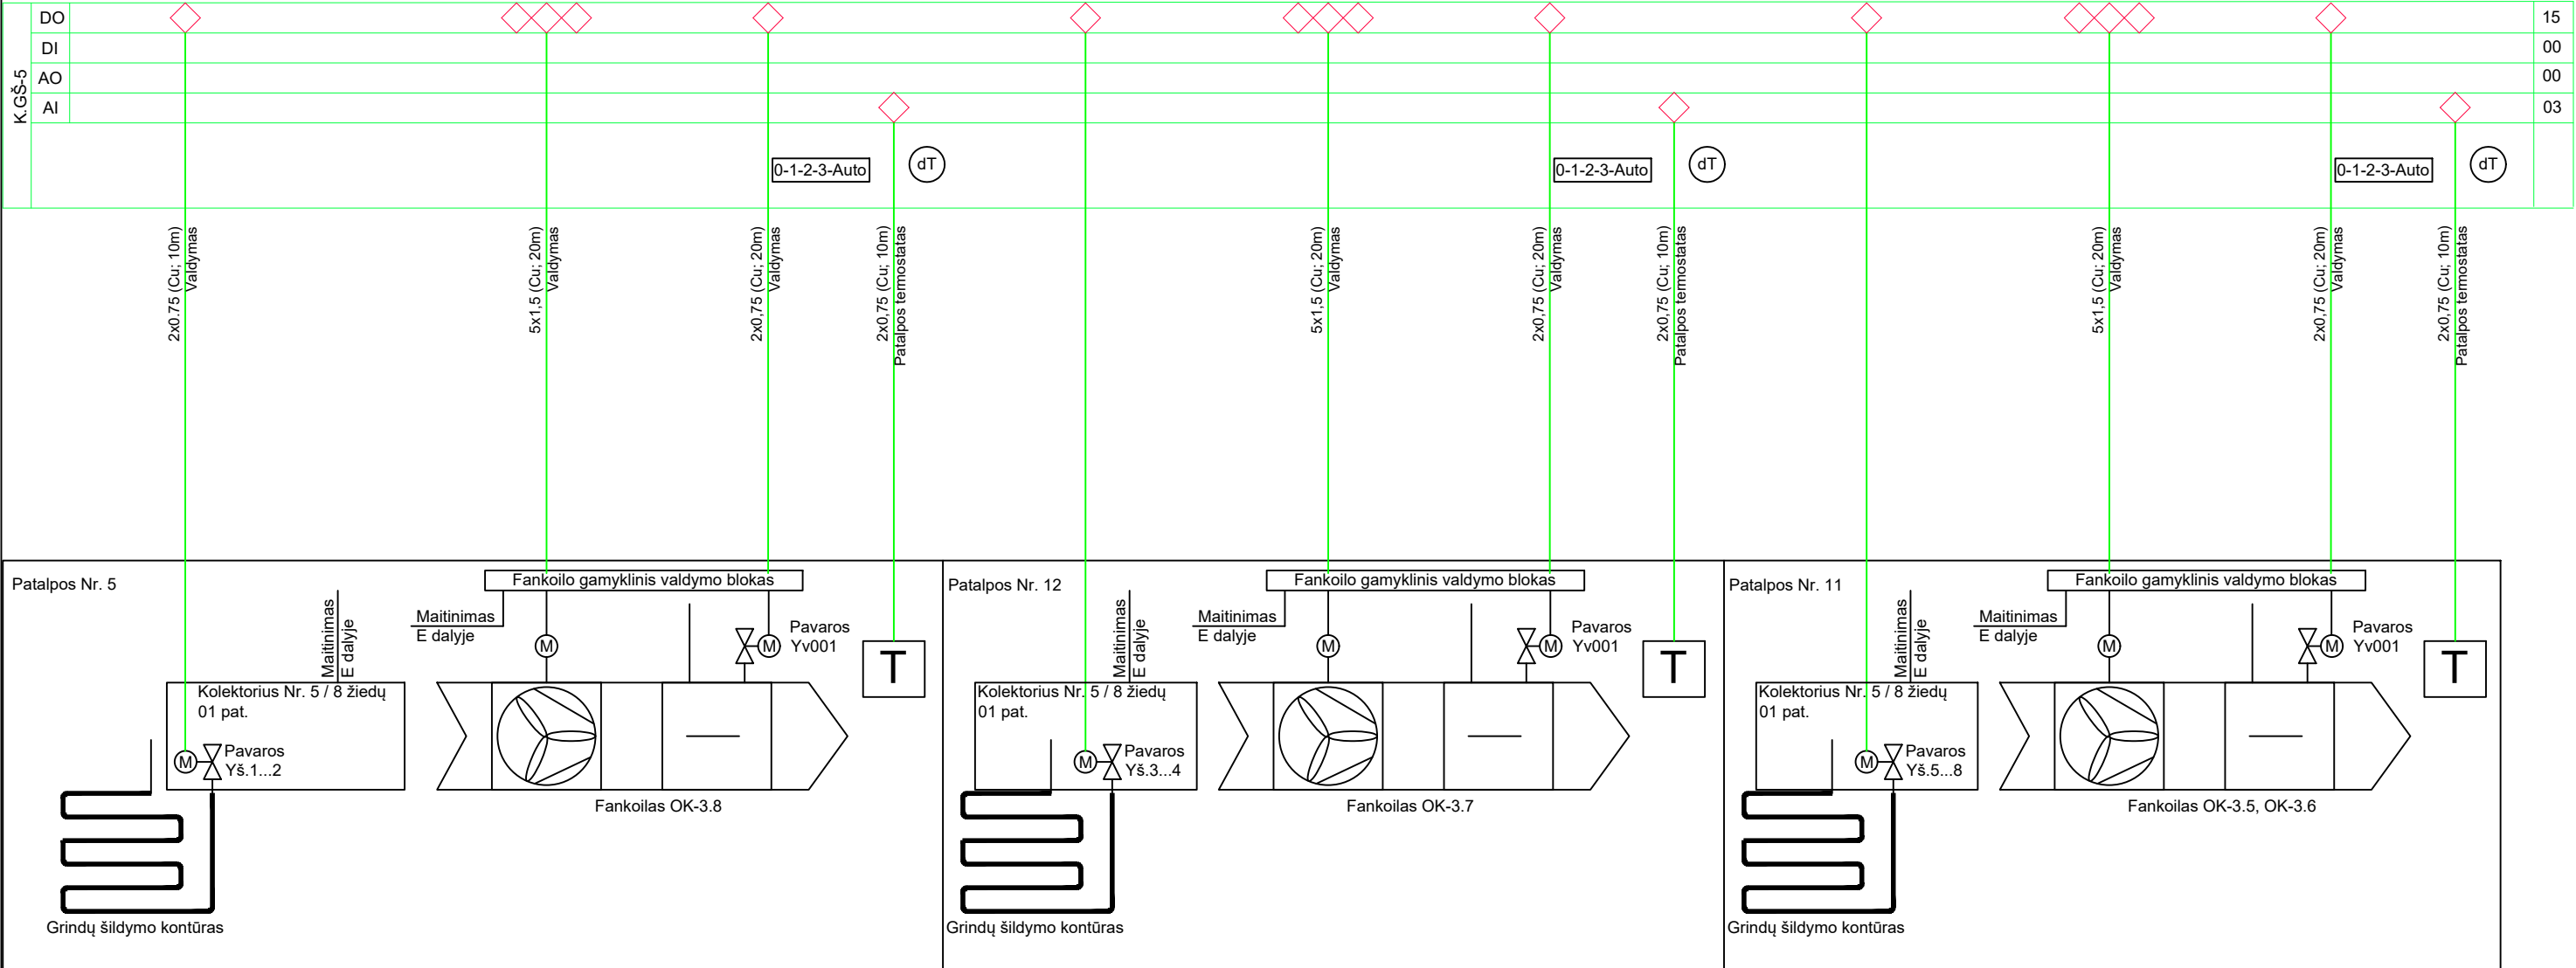 K.GŠ-5
DO
15
DI
00
AO
00
AI
03
0-1-2-3-Auto
dT
0-1-2-3-Auto
dT
0-1-2-3-Auto
dT
2x0.75 (Cu; 10m)
Valdymas
5x1,5 (Cu; 20m)
Valdymas
2x0,75 (Cu; 20m)
Valdymas
2x0,75 (Cu; 10m)
Patalpos termostatas
5x1,5 (Cu; 20m)
Valdymas
2x0,75 (Cu; 20m)
Valdymas
2x0,75 (Cu; 10m)
Patalpos termostatas
5x1,5 (Cu; 20m)
Valdymas
2x0,75 (Cu; 20m)
Valdymas
2x0,75 (Cu; 10m)
Patalpos termostatas
Patalpos Nr. 5
Maitinimas
E dalyje
Fankoilo gamyklinis valdymo blokas
Maitinimas
E dalyje
M
M
Pavaros
Yv001
T
Kolektorius Nr. 5 / 8 žiedų
01 pat.
M
Pavaros
Yš.1...2
Fankoilas OK-3.8
Grindų šildymo kontūras
Patalpos Nr. 12
Maitinimas
E dalyje
Fankoilo gamyklinis valdymo blokas
Maitinimas
E dalyje
M
M
Pavaros
Yv001
T
Kolektorius Nr. 5 / 8 žiedų
01 pat.
M
Pavaros
Yš.3...4
Fankoilas OK-3.7
Grindų šildymo kontūras
Patalpos Nr. 11
Maitinimas
E dalyje
Fankoilo gamyklinis valdymo blokas
Maitinimas
E dalyje
M
M
Pavaros
Yv001
T
Kolektorius Nr. 5 / 8 žiedų
01 pat.
M
Pavaros
Yš.5...8
Fankoilas OK-3.5, OK-3.6
Grindų šildymo kontūras